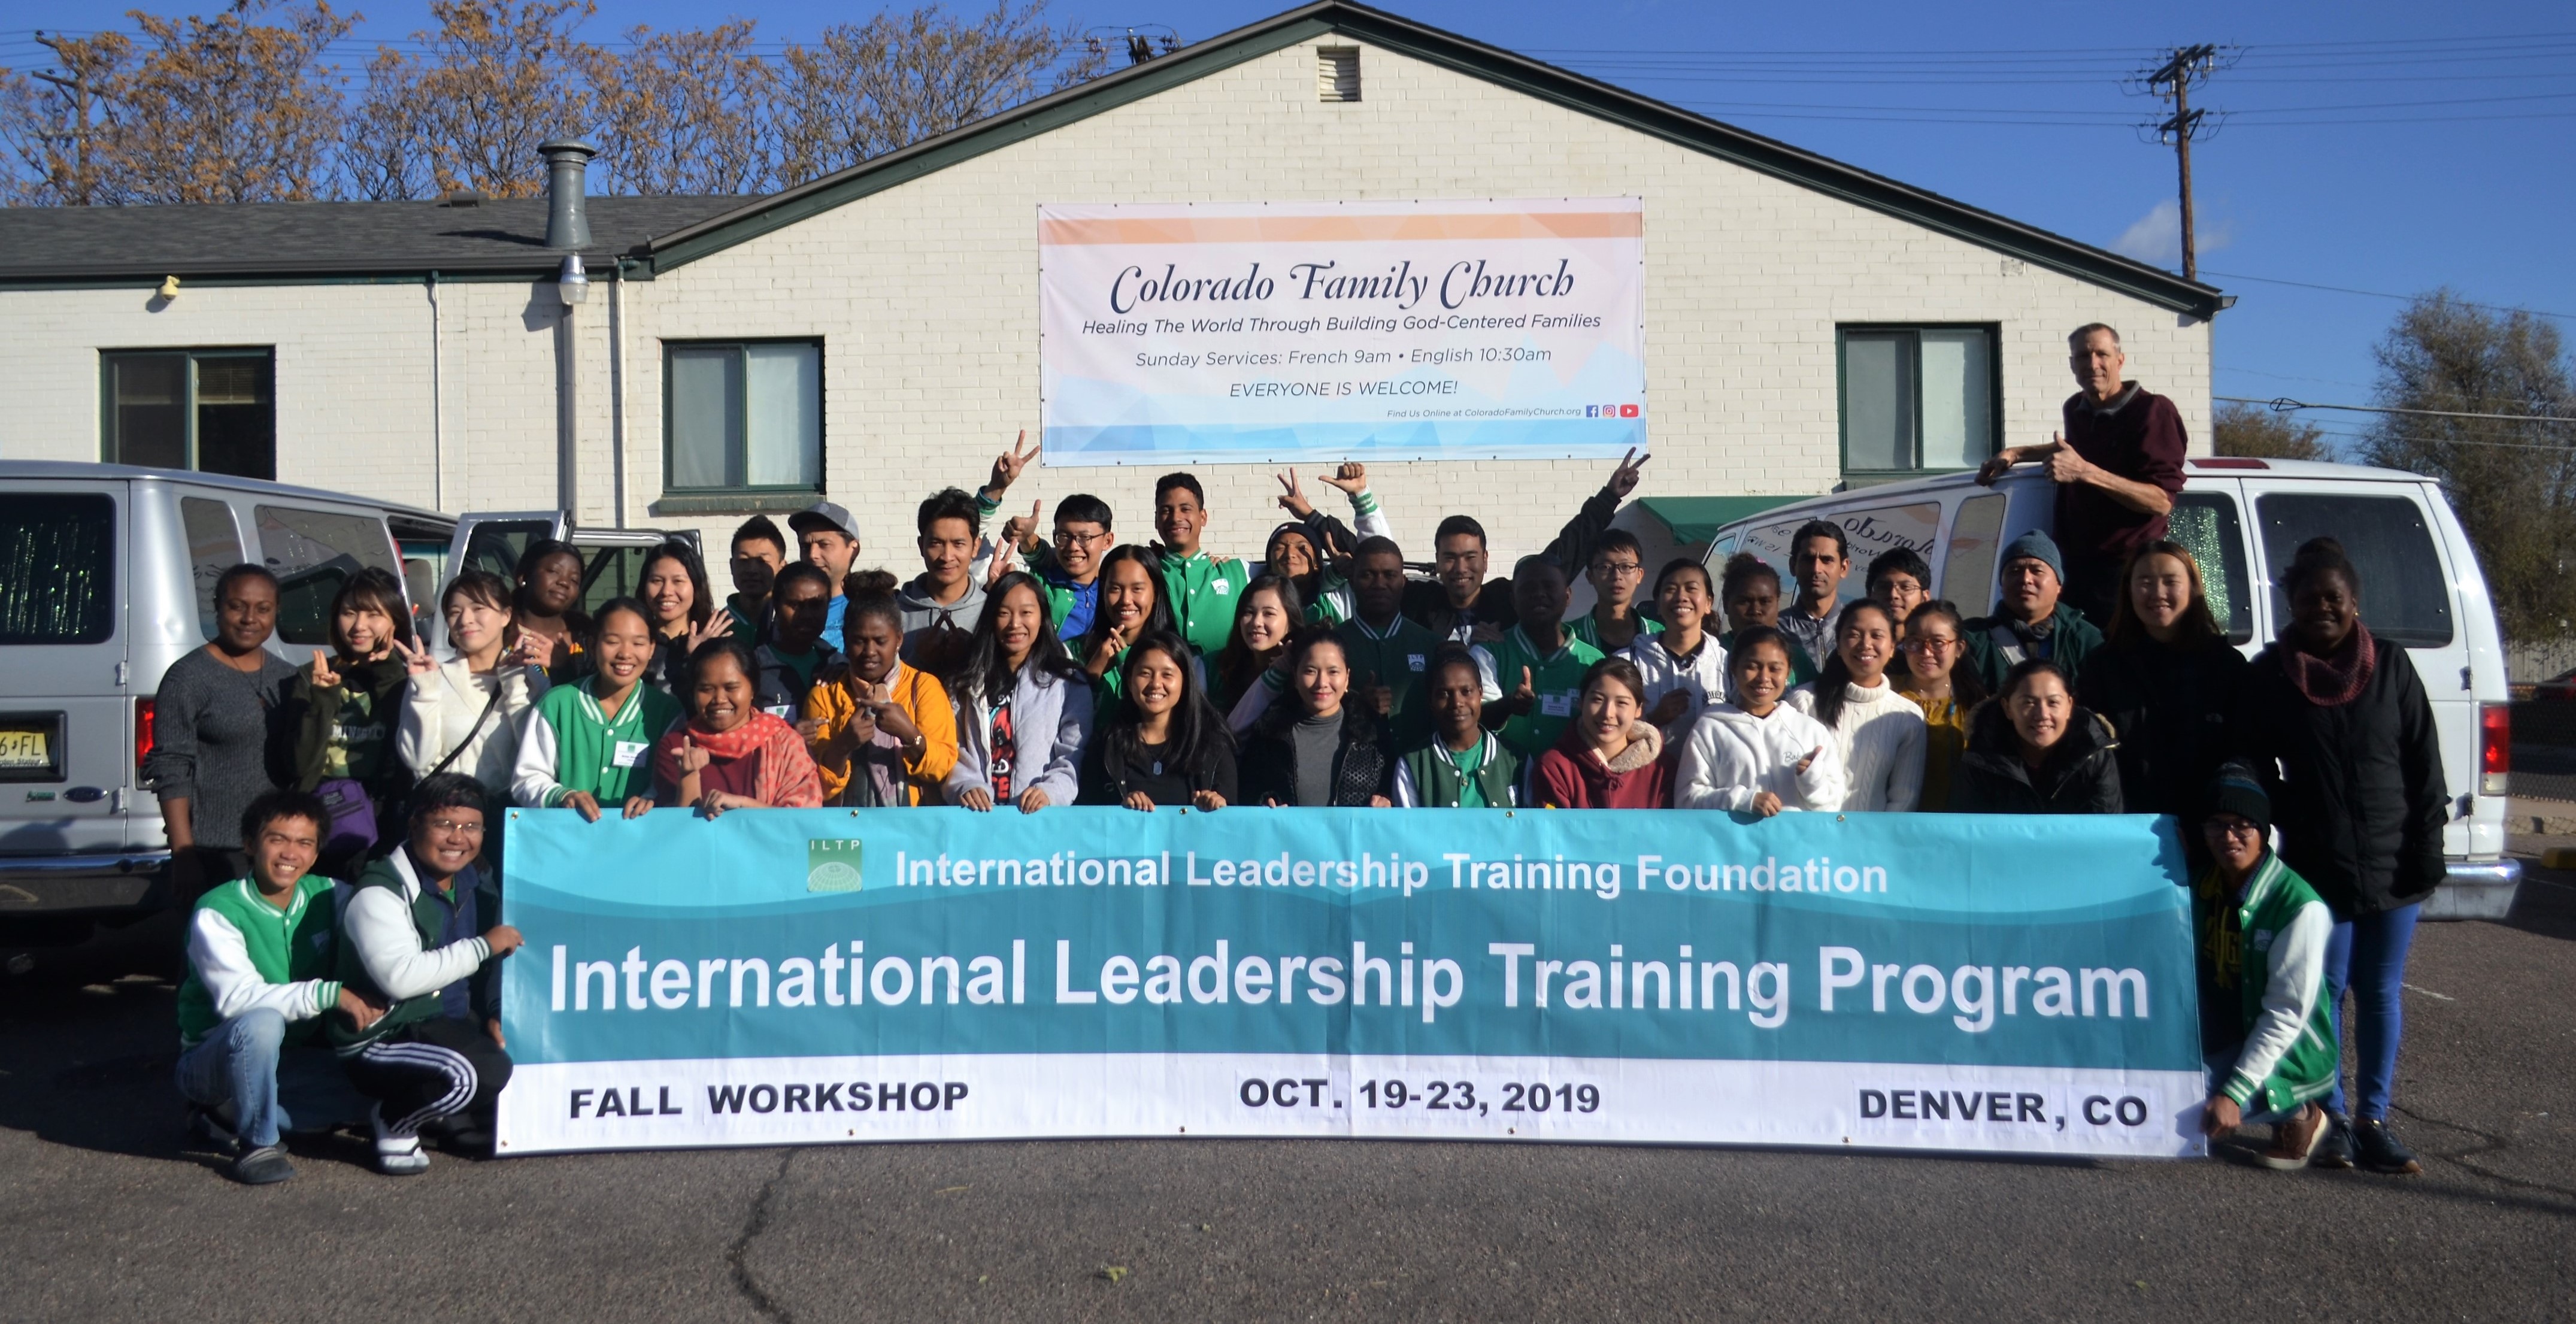 Colorado Family Church
Healing The World Through Building God-Centered Families
Sunday Services: French 9am • English 10:30am
EVERYONE IS WELCOME!
Find Us Online at ColoradoFamilyChurch.org
ILTP
International Leadership Training Foundation
International Leadership Training Program
FALL WORKSHOP OCT. 19-23, 2019 DENVER, CO